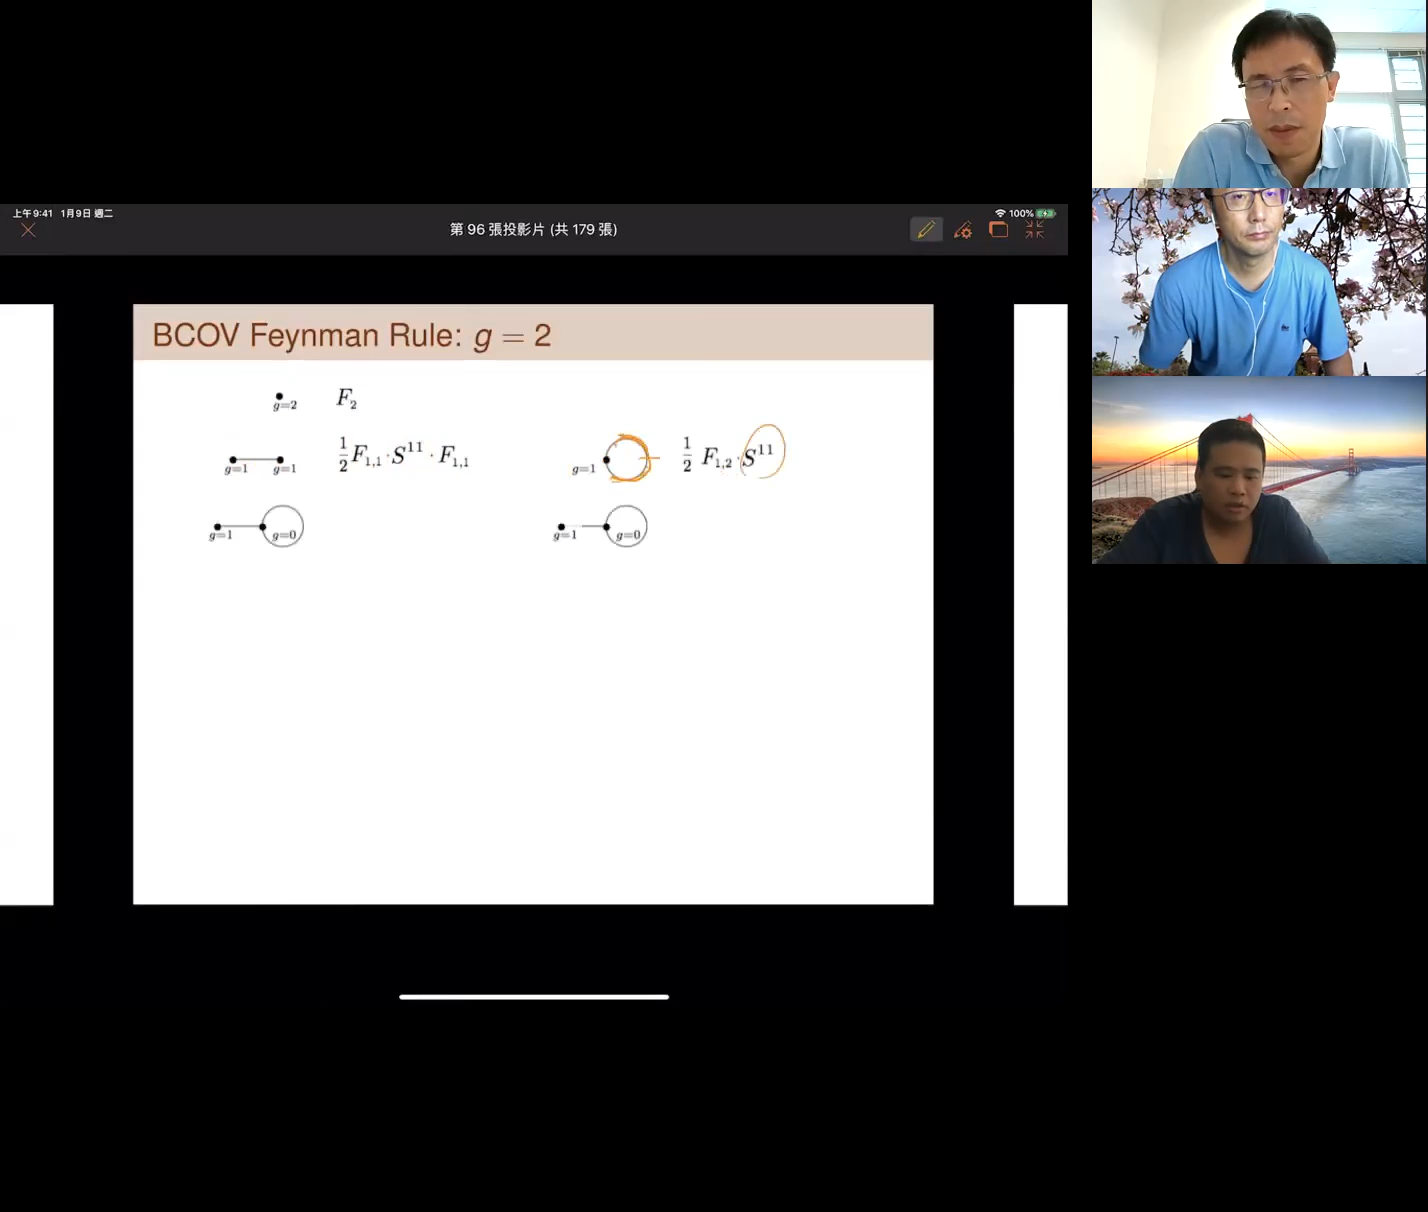 上午9:41 1月9日 週二
100%
第 96 張投影片 (共 179 張)
BCOV Feynman Rule: g = 2
g=2 F₂
g=1 g=1 ½F₁,₁·S¹¹·F₁,₁
g=1 ½ F₁,₂·S¹¹
g=1 g=0
g=1 g=0